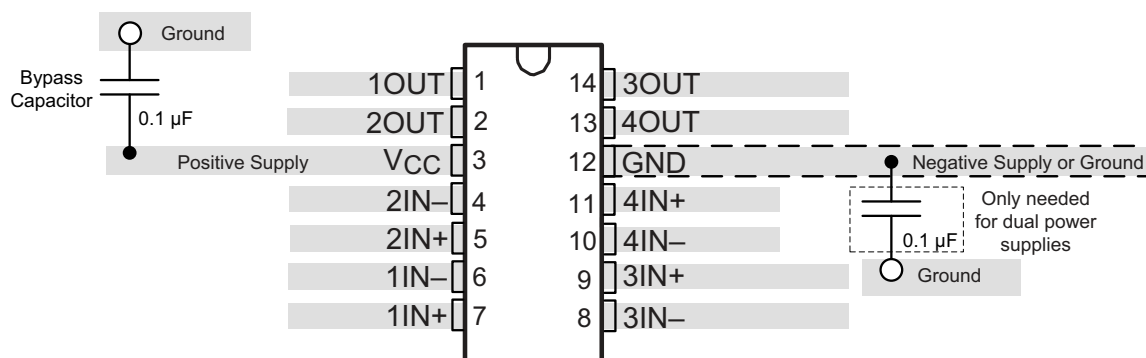 Ground
Bypass
Capacitor
0.1 µF
1OUT 1 14 3OUT
2OUT 2 13 4OUT
Positive Supply VCC 3 12 GND Negative Supply or Ground
2IN– 4 11 4IN+
2IN+ 5 10 4IN–
1IN– 6 9 3IN+
1IN+ 7 8 3IN–
Only needed
for dual power
supplies
0.1 µF
Ground